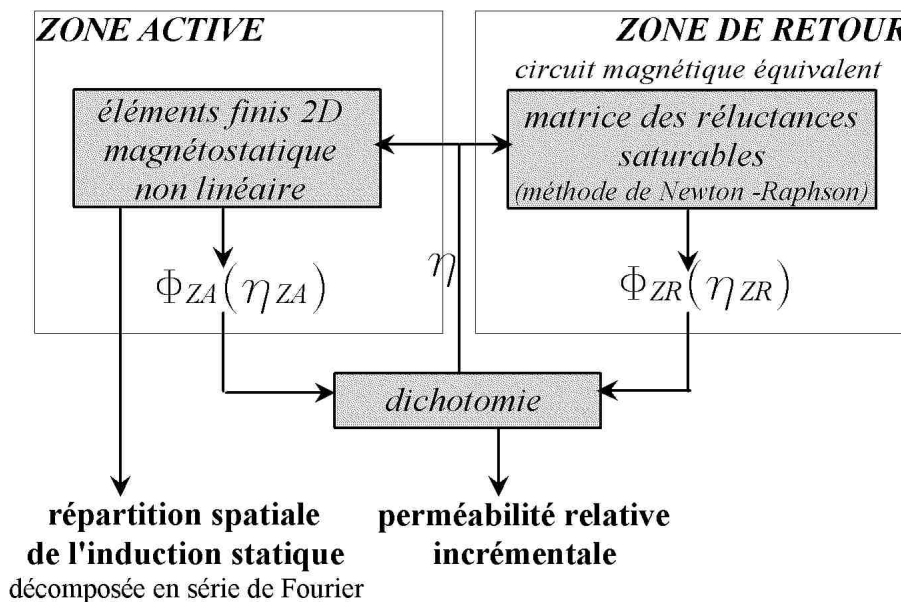 ZONE ACTIVE
éléments finis 2D
magnétostatique
non linéaire
ZONE DE RETOUR
circuit magnétique équivalent
matrice des réluctances
saturables
(méthode de Newton -Raphson)
Φ_ZA(η_ZA)
η
Φ_ZR(η_ZR)
dichotomie
répartition spatiale
de l'induction statique
décomposée en série de Fourier
perméabilité relative
incrémentale